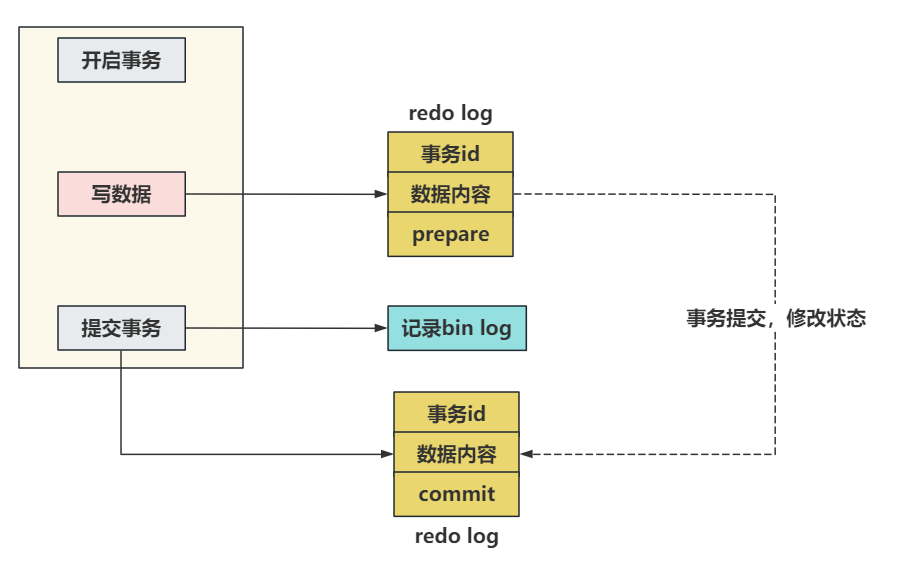 开启事务
写数据
提交事务
redo log
事务id
数据内容
prepare
记录bin log
事务提交，修改状态
事务id
数据内容
commit
redo log